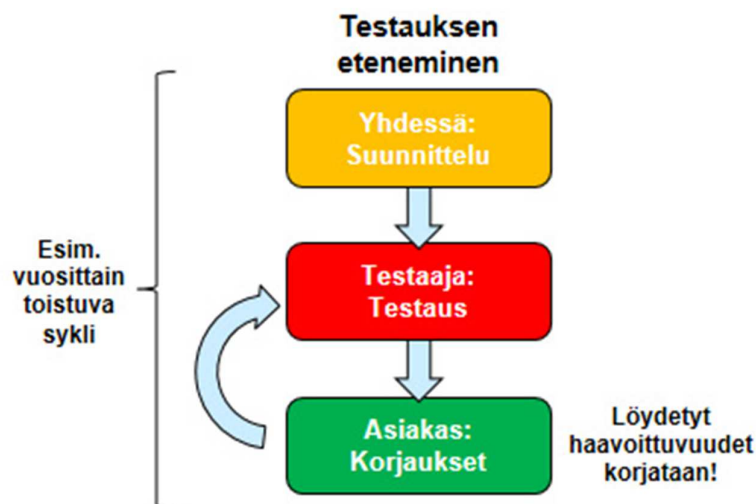 Testauksen
eteneminen
Yhdessä:
Suunnittelu
Esim.
vuosittain
toistuva
sykli
Testaaja:
Testaus
Asiakas:
Korjaukset
Löydetyt
haavoittuvuudet
korjataan!